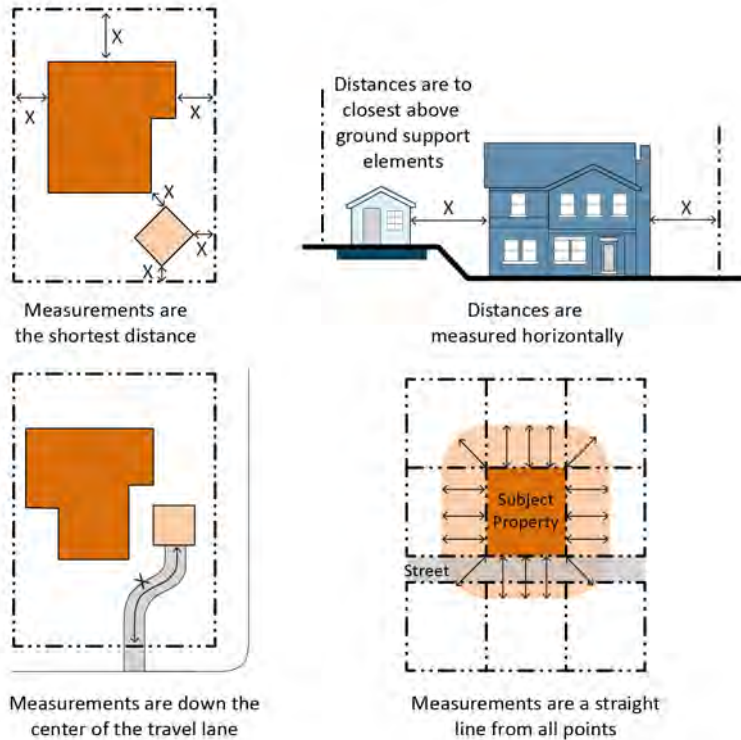 X
X
X
X
X
X
Measurements are
the shortest distance
Distances are to
closest above
ground support
elements
X
X
Distances are
measured horizontally
X
Measurements are down the
center of the travel lane
Subject
Property
Street
Measurements are a straight
line from all points